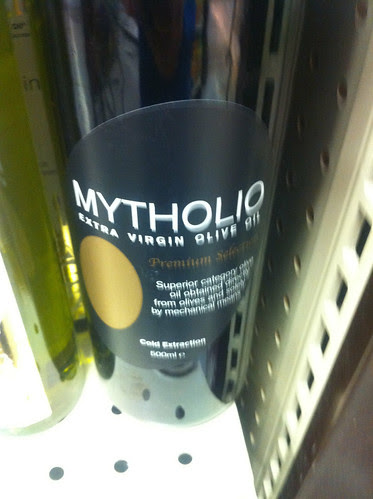 MYTHOLIO
EXTRA VIRGIN OLIVE OIL
Premium Selection
Superior category olive
oil obtained directly
from olives and solely
by mechanical means
Cold Extraction
500ml e
in